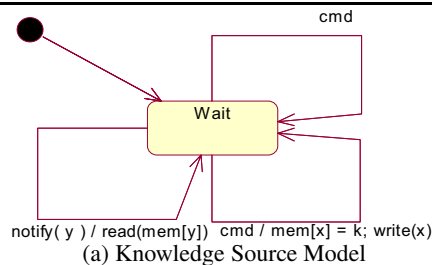 cmd
Wait
notify( y ) / read(mem[y]) cmd / mem[x] = k; write(x)
(a) Knowledge Source Model